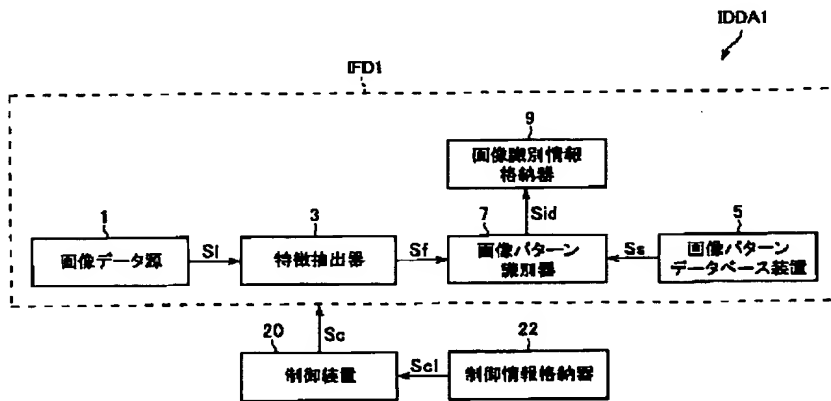 IDDA1
IFD1
9
画像識別情報
格納器
1
3
7
Sid
5
画像データ源
Si
特徴抽出器
Sf
画像パターン
識別器
Ss
画像パターン
データベース装置
20
Sc
22
制御装置
Sci
制御情報格納器